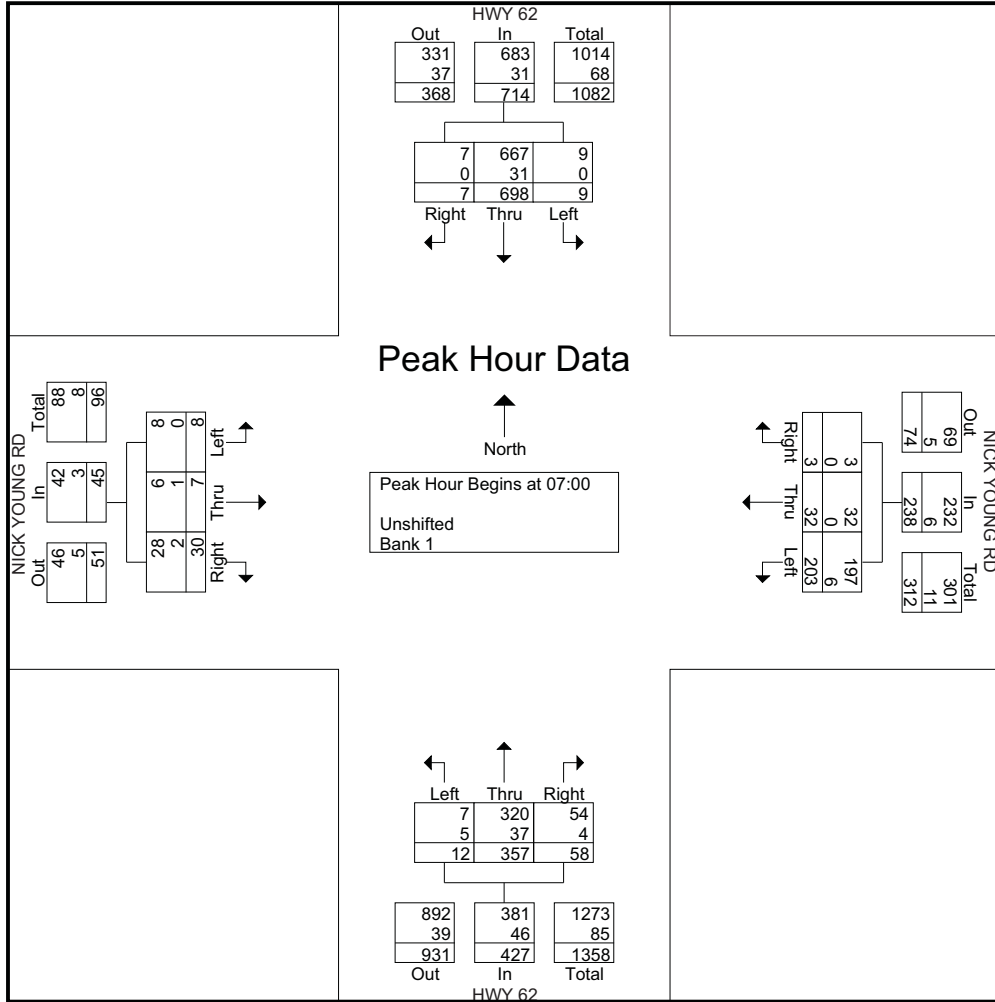 HWY 62
Out In Total
331 683 1014
37 31 68
368 714 1082
7 667 9
0 31 0
7 698 9
Right Thru Left
Peak Hour Data
North
Peak Hour Begins at 07:00
Unshifted
Bank 1
NICK YOUNG RD
Total In Out
88 42 46
8 3 5
96 45 51
Left Thru Right
8 6 28
0 1 2
8 7 30
NICK YOUNG RD
Out In Total
69 232 301
5 6 11
74 238 312
Right Thru Left
3 32 197
0 0 6
3 32 203
Left Thru Right
7 320 54
5 37 4
12 357 58
892 381 1273
39 46 85
931 427 1358
Out In Total
HWY 62